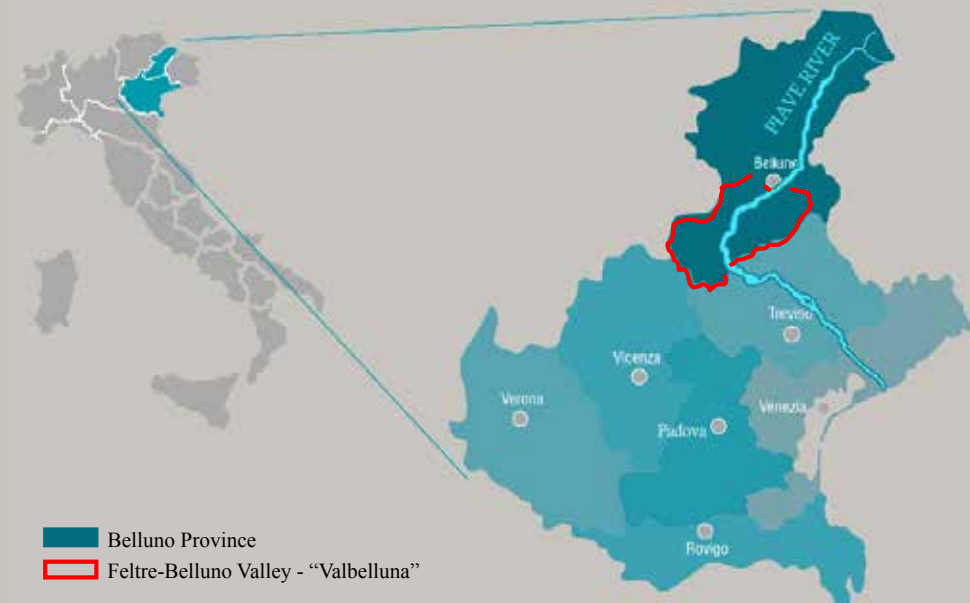 PIAVE RIVER
Belluno
Treviso
Vicenza
Verona
Venezia
Padova
Rovigo
Belluno Province
Feltre-Belluno Valley - “Valbelluna”